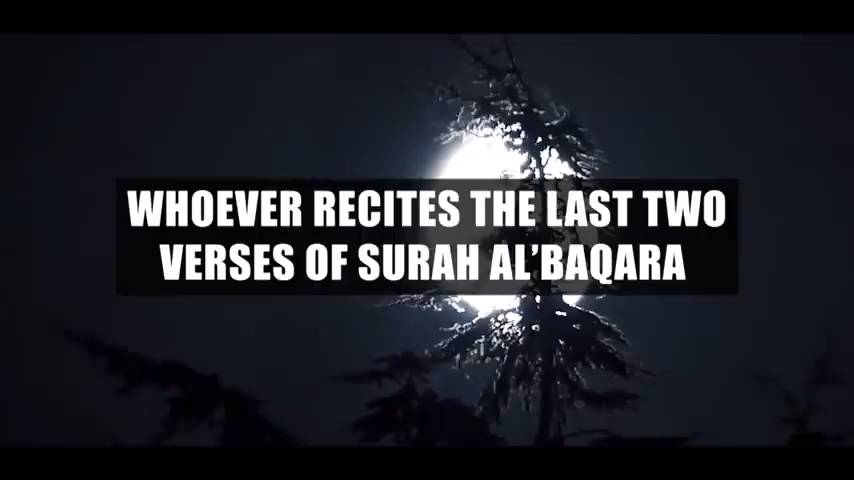 WHOEVER RECITES THE LAST TWO
VERSES OF SURAH AL'BAQARA